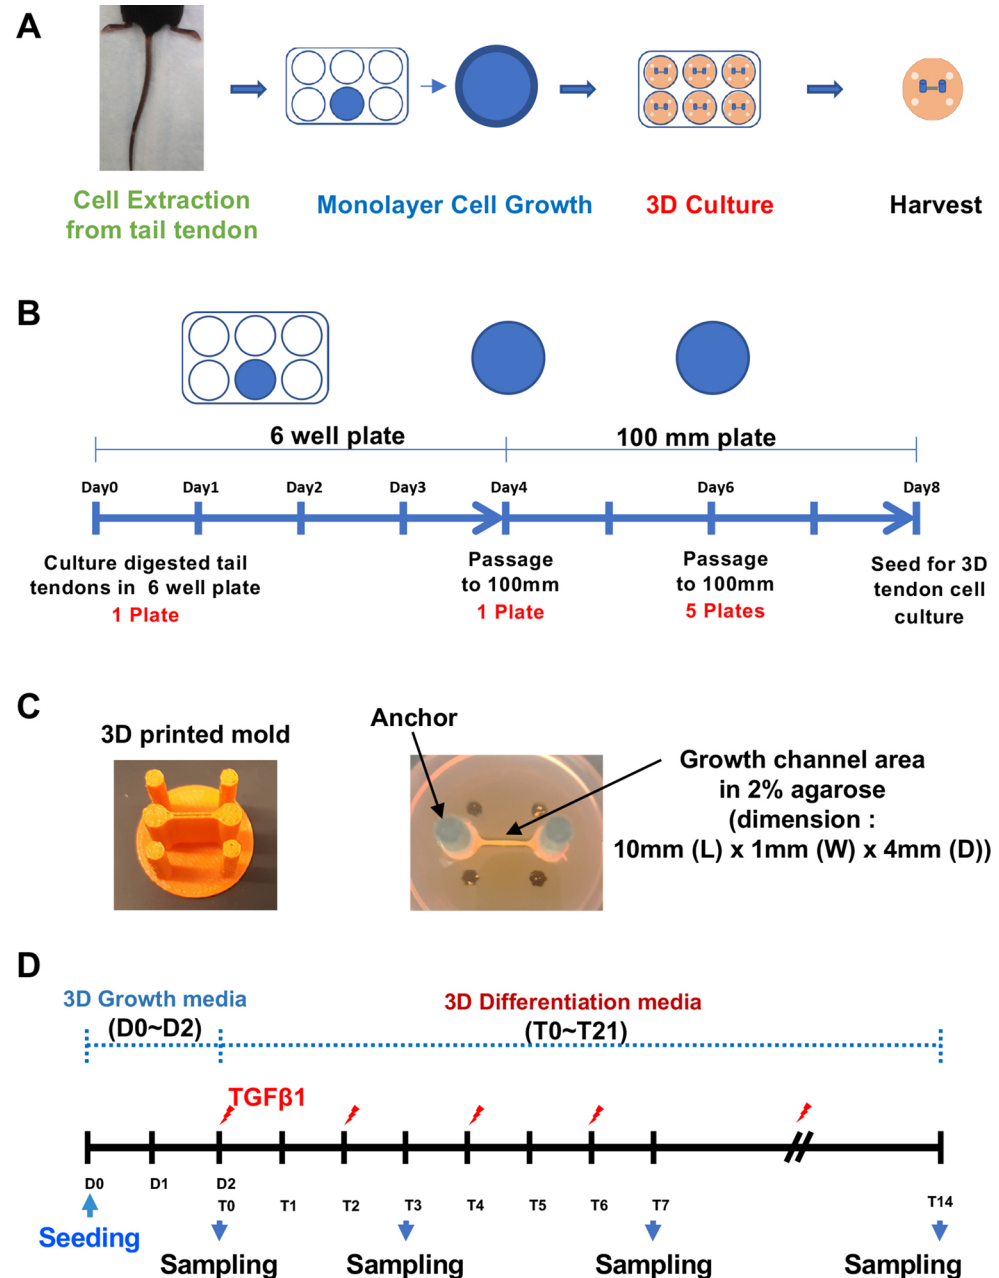 A
Cell Extraction
from tail tendon
Monolayer Cell Growth
3D Culture
Harvest
B
6 well plate
100 mm plate
Day0
Day1
Day2
Day3
Day4
Day6
Day8
Culture digested tail
tendons in 6 well plate
1 Plate
Passage
to 100mm
1 Plate
Passage
to 100mm
5 Plates
Seed for 3D
tendon cell
culture
C
3D printed mold
Anchor
Growth channel area
in 2% agarose
(dimension :
10mm (L) x 1mm (W) x 4mm (D))
D
3D Growth media
(D0~D2)
3D Differentiation media
(T0~T21)
TGFβ1
D0
D1
D2
T0
T1
T2
T3
T4
T5
T6
T7
T14
Seeding
Sampling
Sampling
Sampling
Sampling